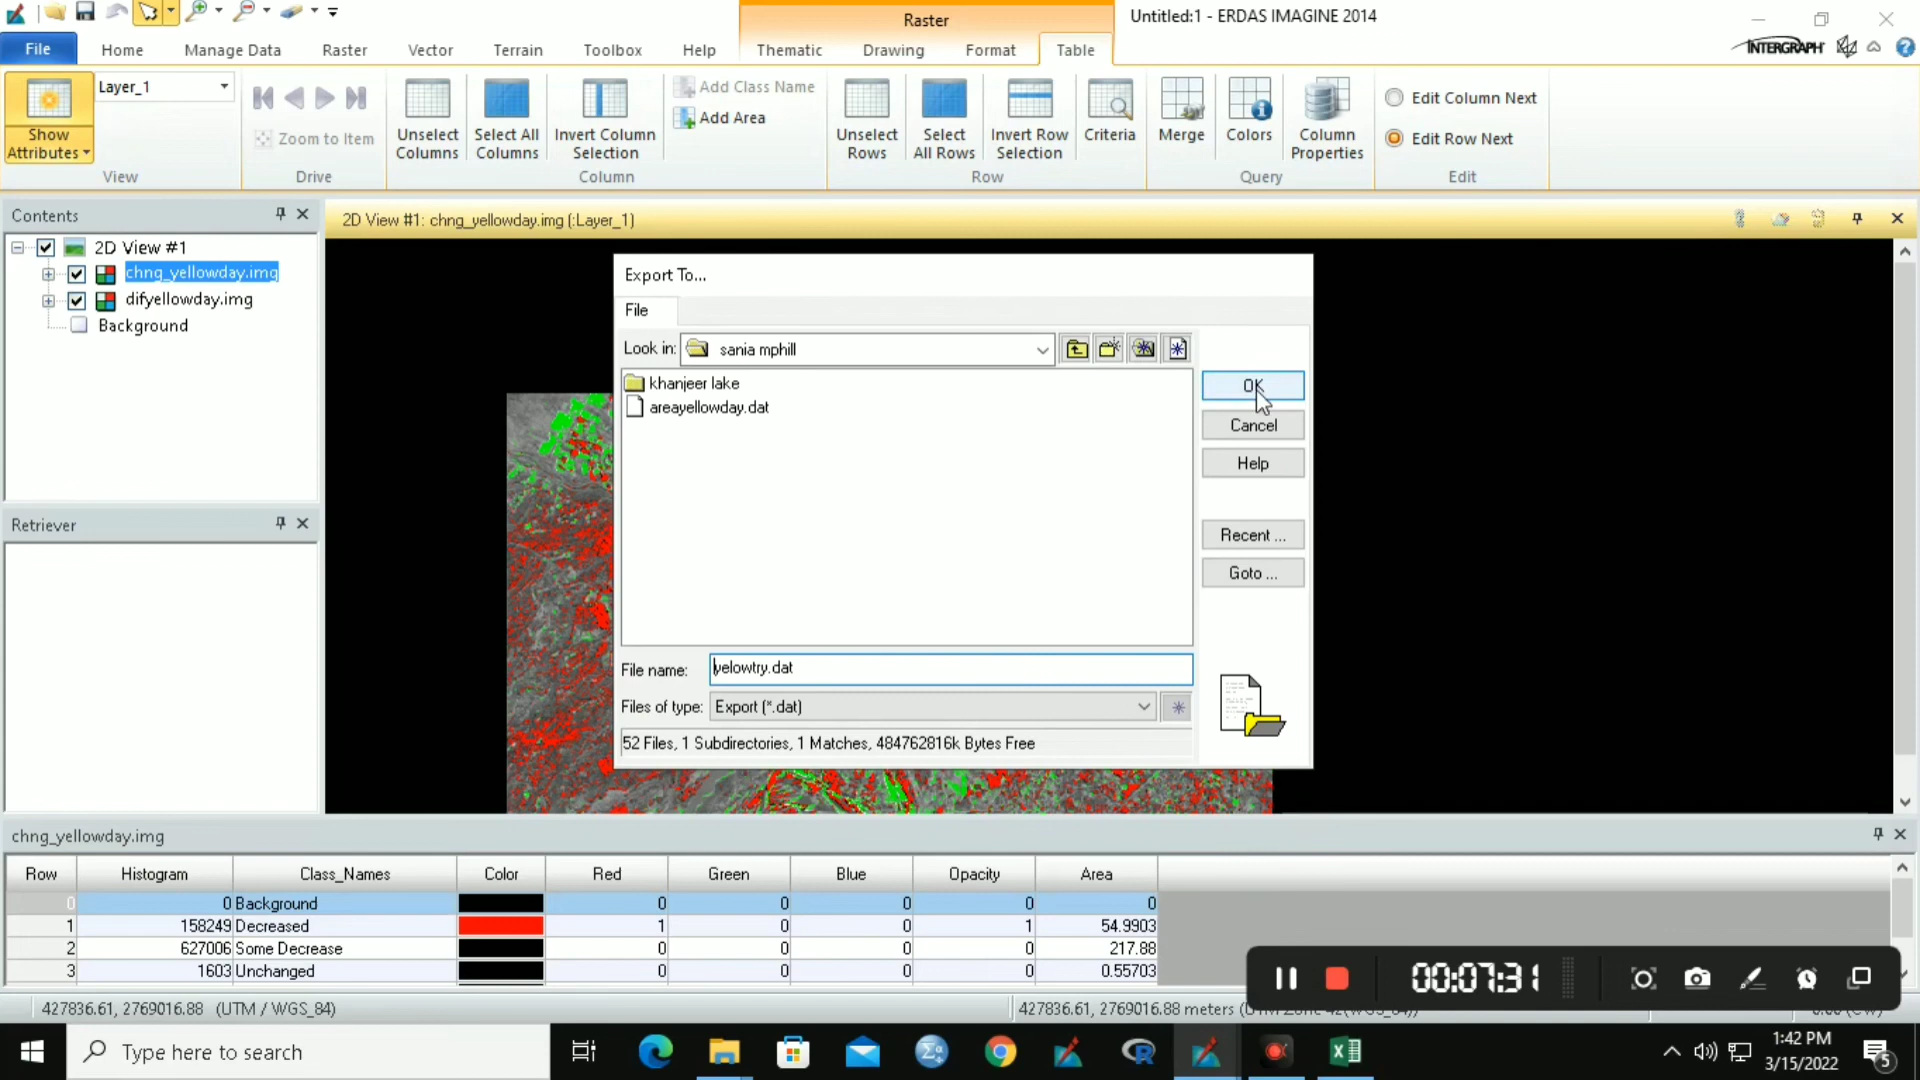 Raster
Untitled:1 - ERDAS IMAGINE 2014
File Home Manage Data Raster Vector Terrain Toolbox Help Thematic Drawing Format Table
INTERGRAPH
Show Attributes
Layer_1
Zoom to Item
Unselect Columns
Select All Columns
Invert Column Selection
Add Class Name
Add Area
Unselect Rows
Select All Rows
Invert Row Selection
Criteria
Merge
Colors
Column Properties
Edit Column Next
Edit Row Next
View Drive Column Row Query Edit
Contents
2D View #1
chng_yellowday.img
difyellowday.img
Background
Retriever
2D View #1: chng_yellowday.img (:Layer_1)
Export To...
File
Look in: sania mphill
khanjeer lake
areayellowday.dat
OK
Cancel
Help
Recent ...
Goto ...
File name: yelowtry.dat
Files of type: Export (*.dat)
52 Files, 1 Subdirectories, 1 Matches, 484762816k Bytes Free
chng_yellowday.img
Row Histogram Class_Names Color Red Green Blue Opacity Area
0 0 Background 0 0 0 0 0
1 158249 Decreased 1 0 0 1 54.9903
2 627006 Some Decrease 0 0 0 0 217.88
3 1603 Unchanged 0 0 0 0 0.55703
00:07:31
427836.61, 2769016.88 (UTM / WGS_84)
427836.61, 2769016.88 meters
Type here to search
1:42 PM
3/15/2022
5